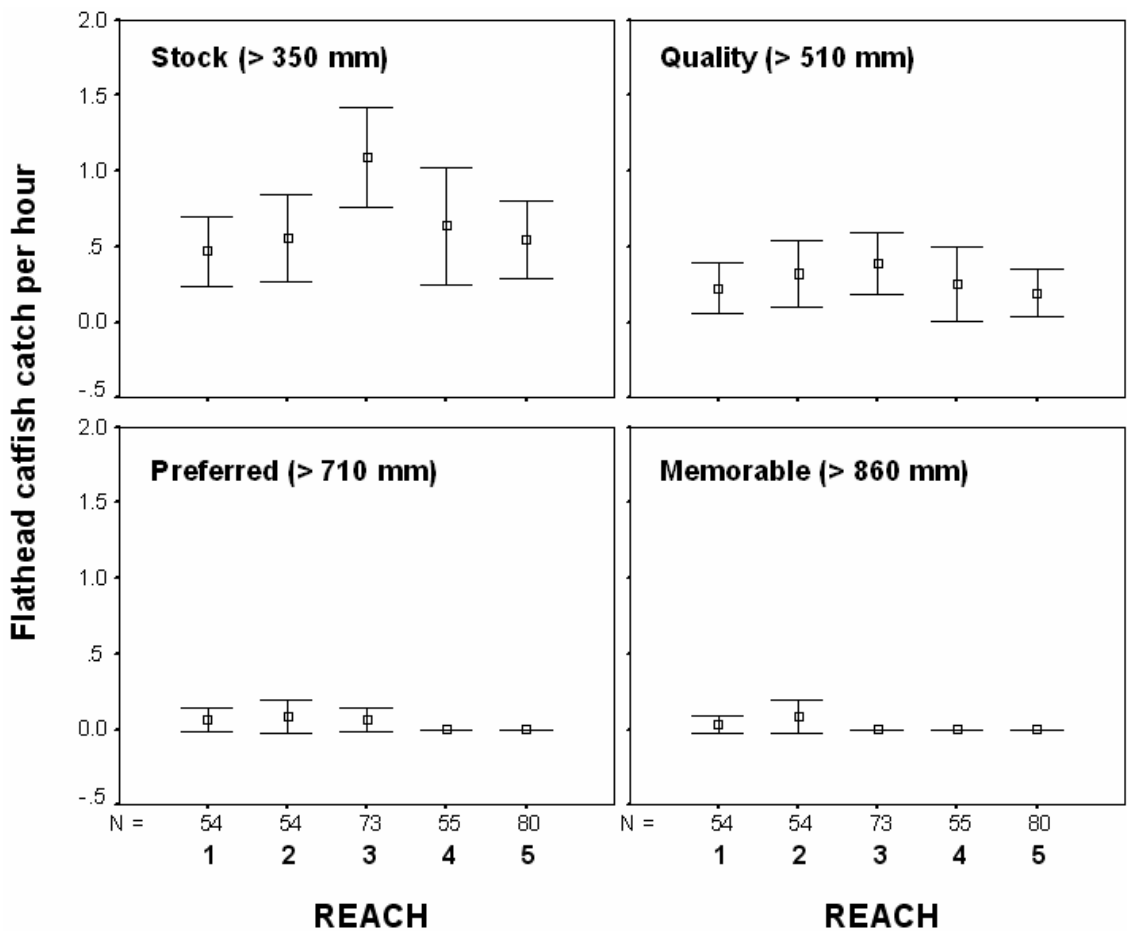 Flathead catfish catch per hour
2.0
1.5
1.0
.5
0.0
-.5
Stock (> 350 mm)
Quality (> 510 mm)
2.0
1.5
1.0
.5
0.0
-.5
Preferred (> 710 mm)
Memorable (> 860 mm)
N = 54 54 73 55 80 54 54 73 55 80
1 2 3 4 5 1 2 3 4 5
REACH REACH